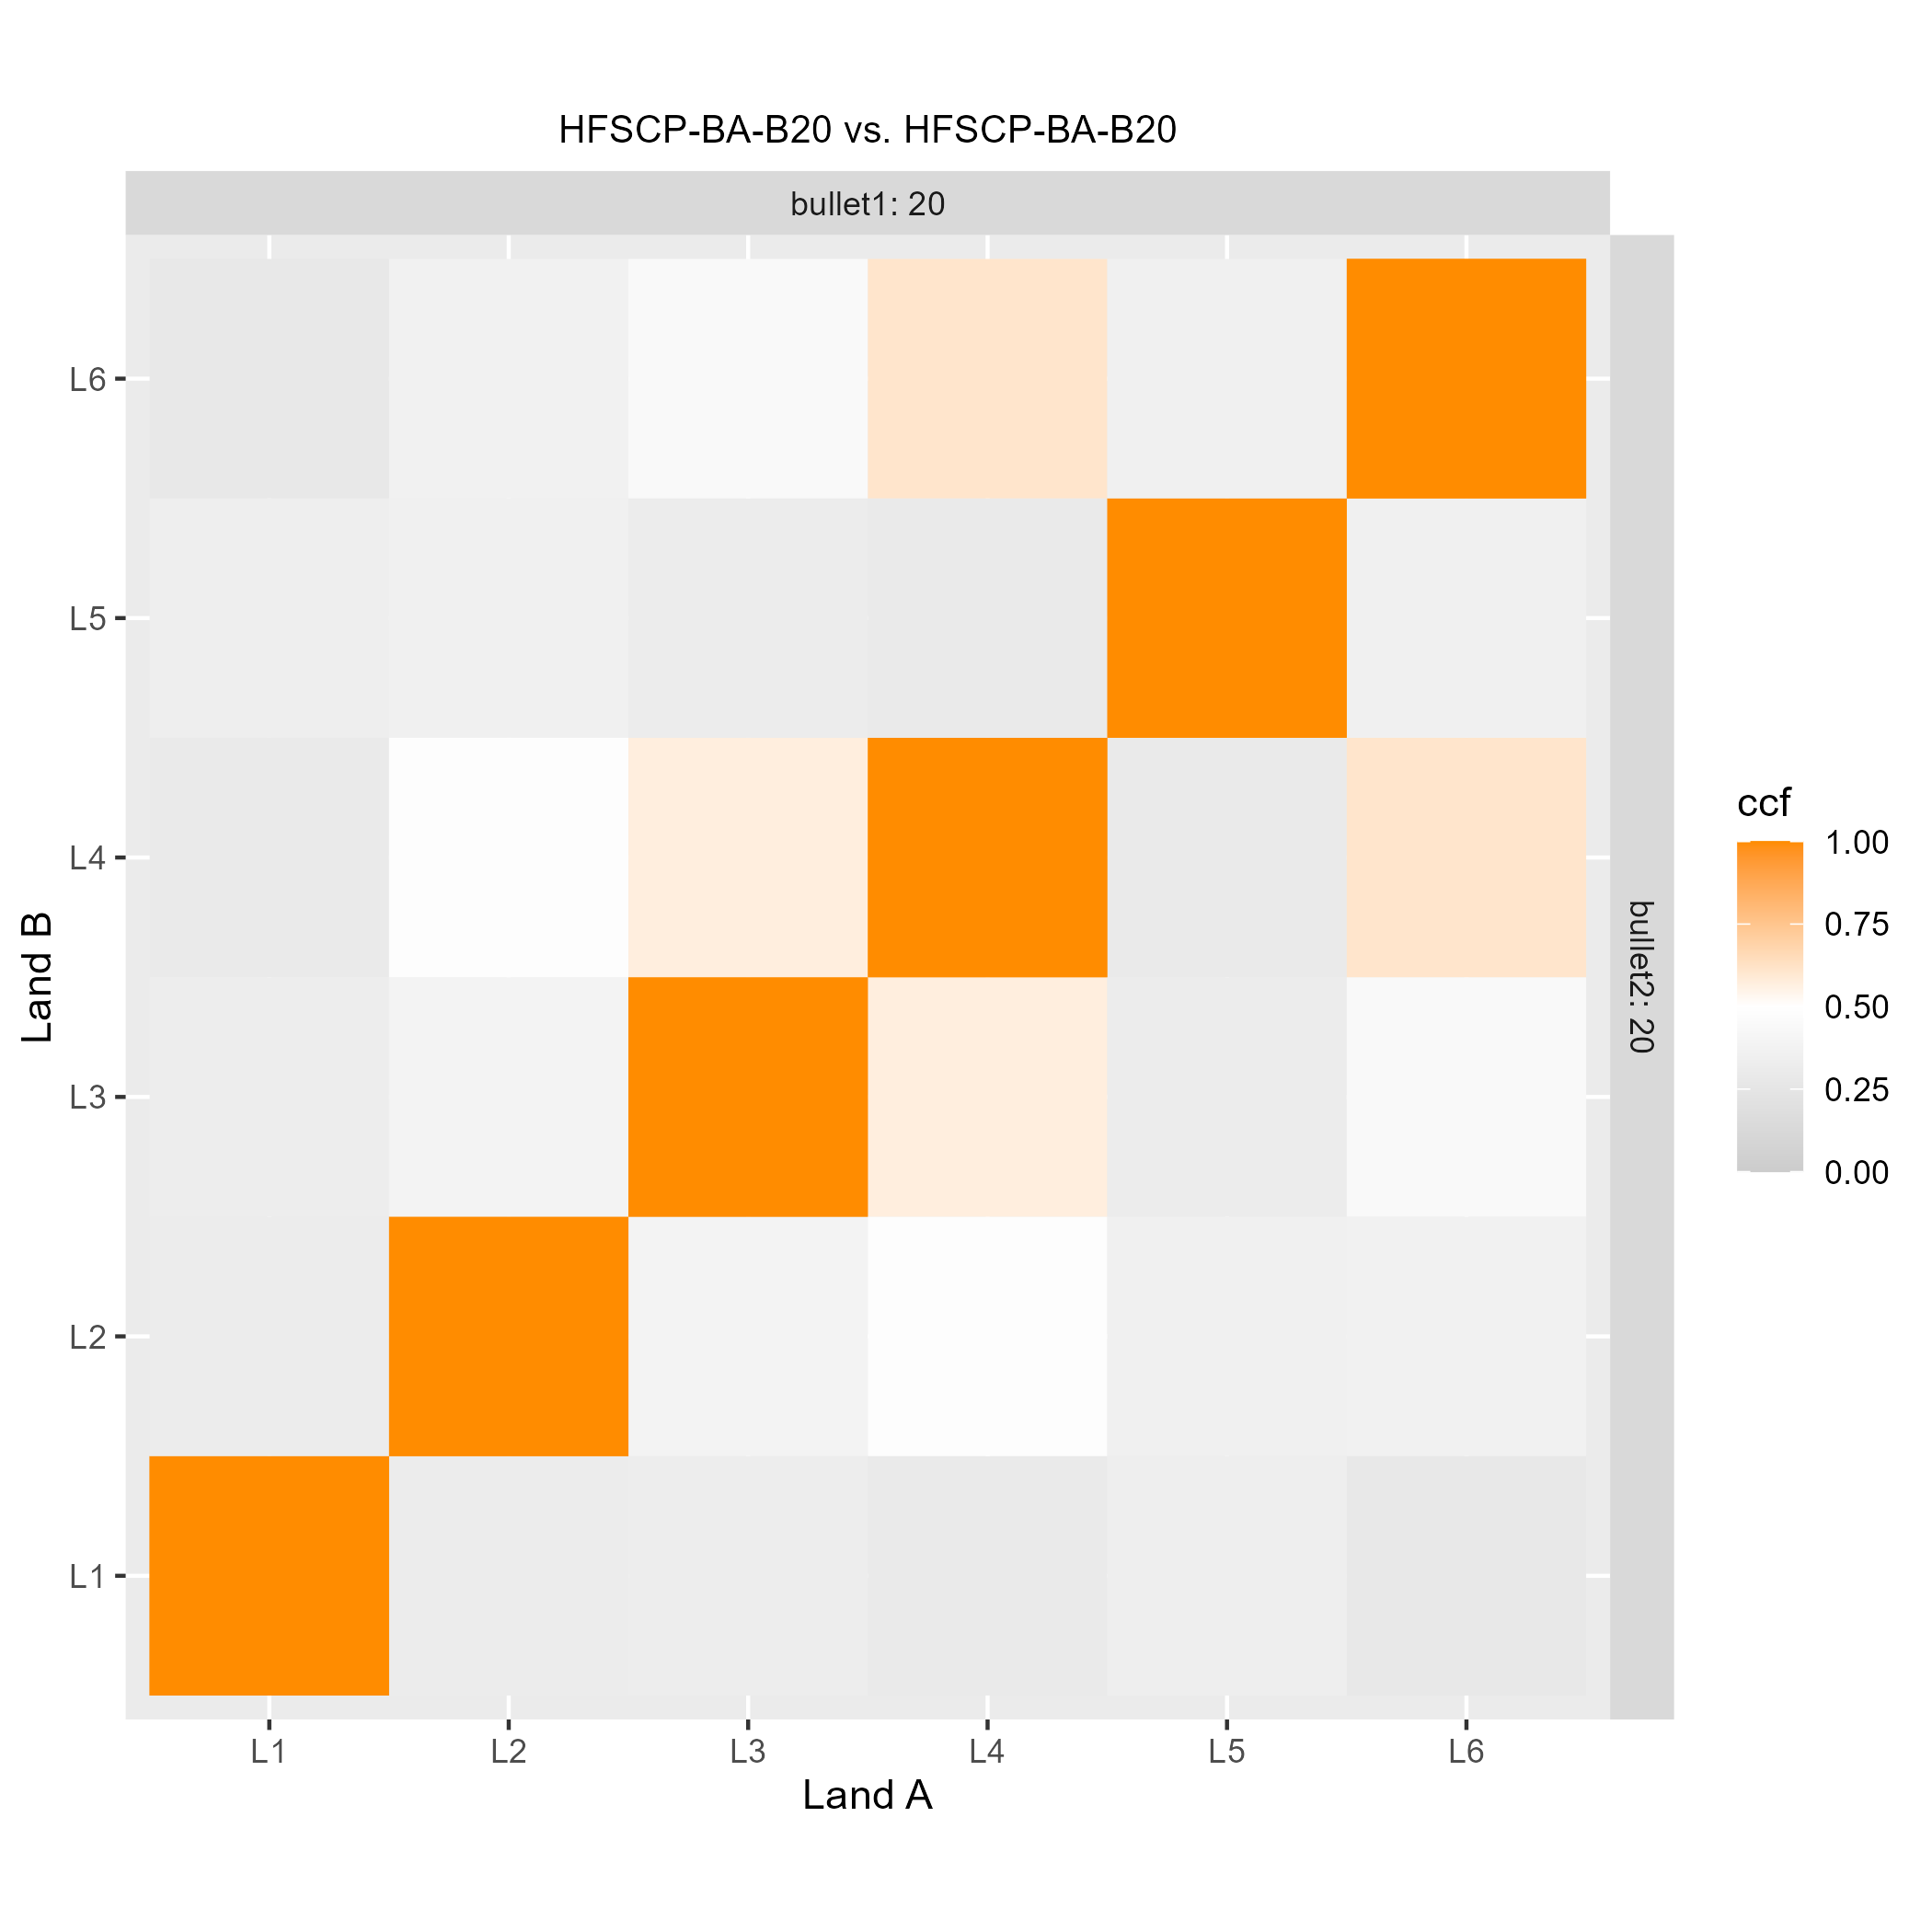 HFSCP-BA-B20 vs. HFSCP-BA-B20
bullet1: 20
L6
L5
L4
L3
L2
L1
Land B
bullet2: 20
L1 L2 L3 L4 L5 L6
Land A
ccf
1.00
0.75
0.50
0.25
0.00